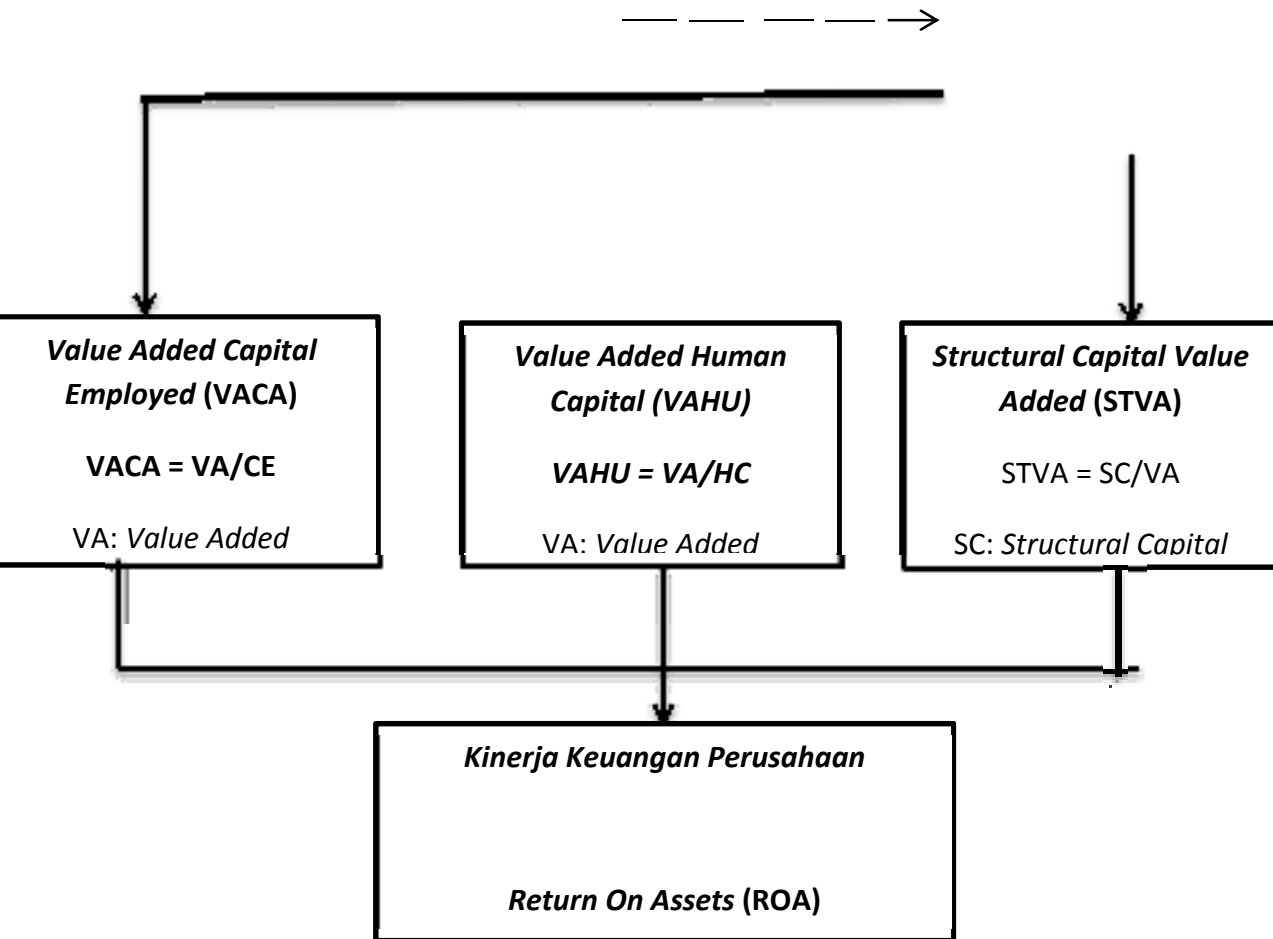 Value Added Capital
Employed (VACA)
VACA = VA/CE
VA: Value Added
Value Added Human
Capital (VAHU)
VAHU = VA/HC
VA: Value Added
Structural Capital Value
Added (STVA)
STVA = SC/VA
SC: Structural Capital
Kinerja Keuangan Perusahaan
Return On Assets (ROA)